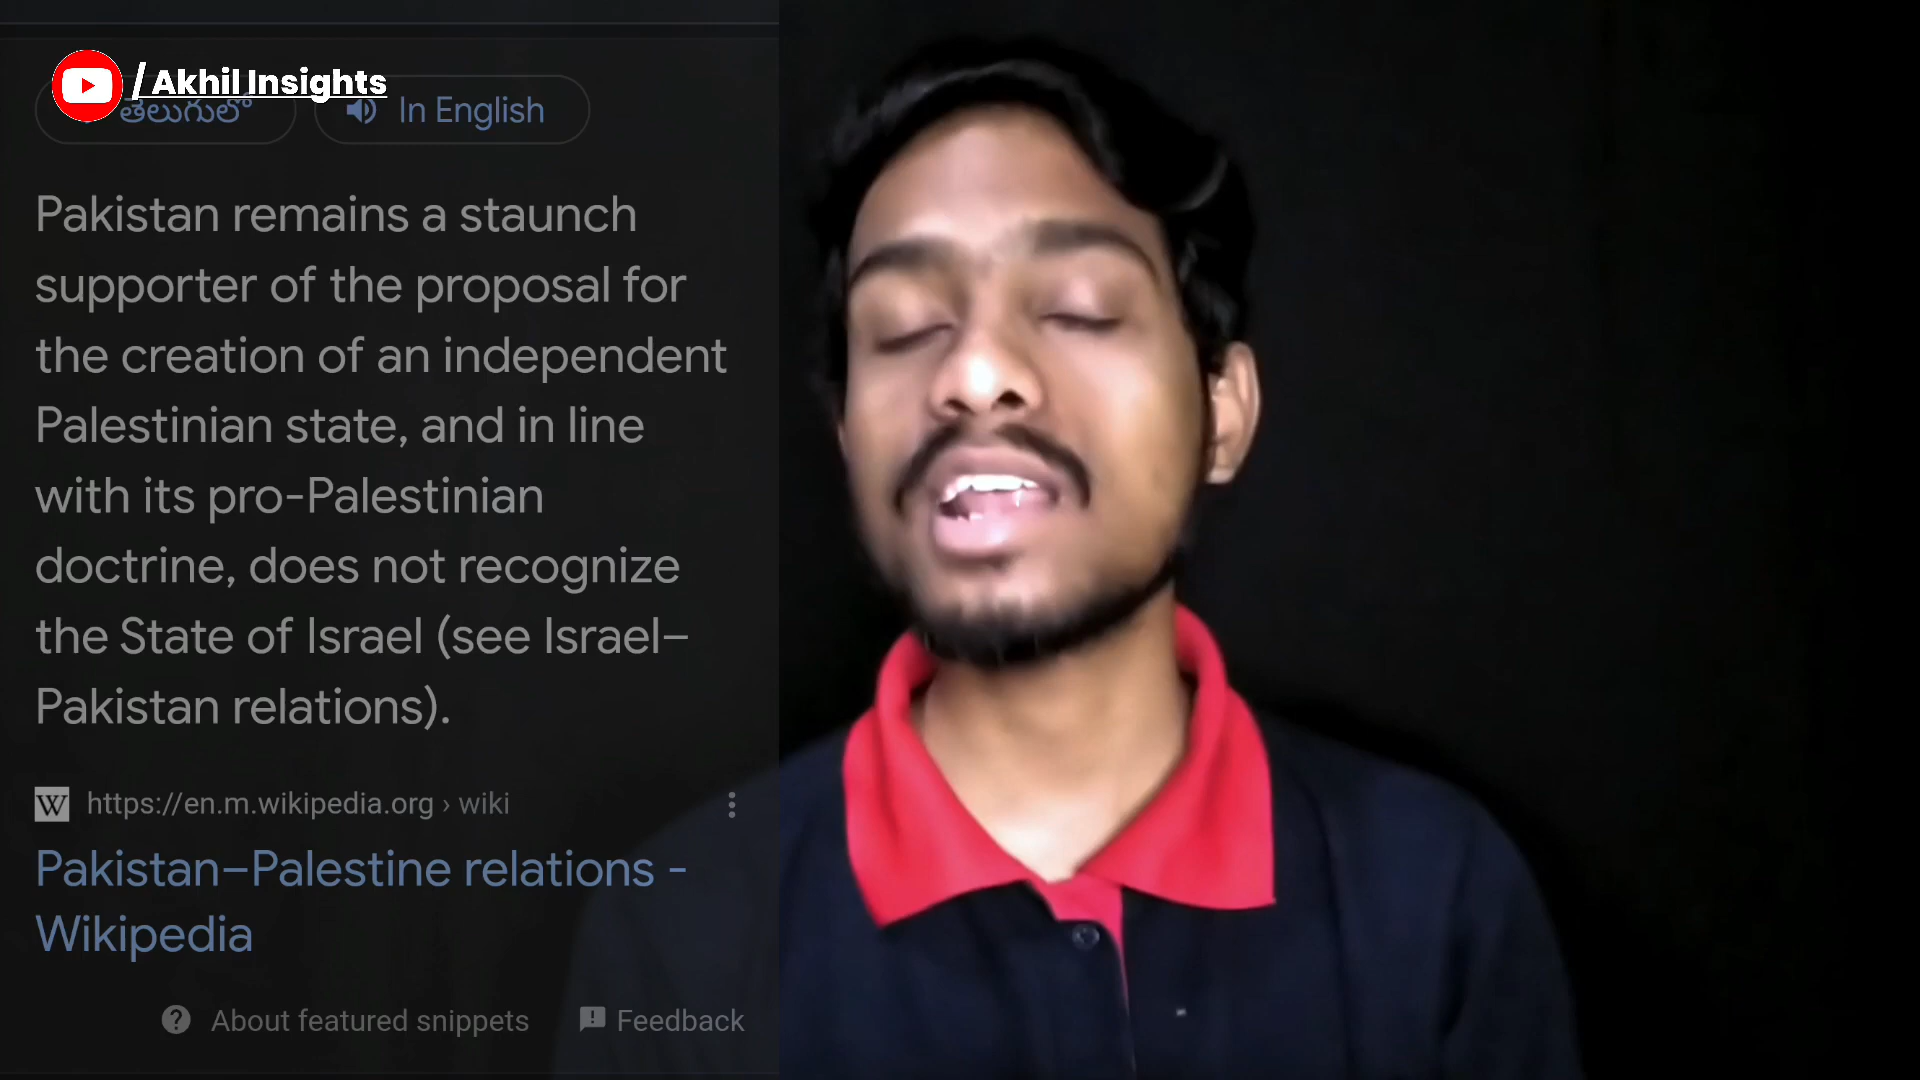 /Akhil Insights
తెలుగులో
In English
Pakistan remains a staunch
supporter of the proposal for
the creation of an independent
Palestinian state, and in line
with its pro-Palestinian
doctrine, does not recognize
the State of Israel (see Israel–
Pakistan relations).
W
https://en.m.wikipedia.org › wiki
Pakistan–Palestine relations -
Wikipedia
About featured snippets
Feedback